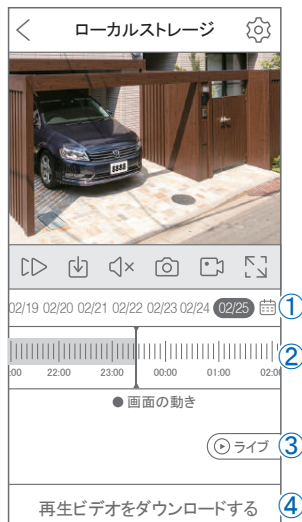 ローカルストレージ
8888
02/19 02/20 02/21 02/22 02/23 02/24 02/25 ①
②
:00 22:00 23:00 00:00 01:00 02:0
●画面の動き
ライブ ③
再生ビデオをダウンロードする ④